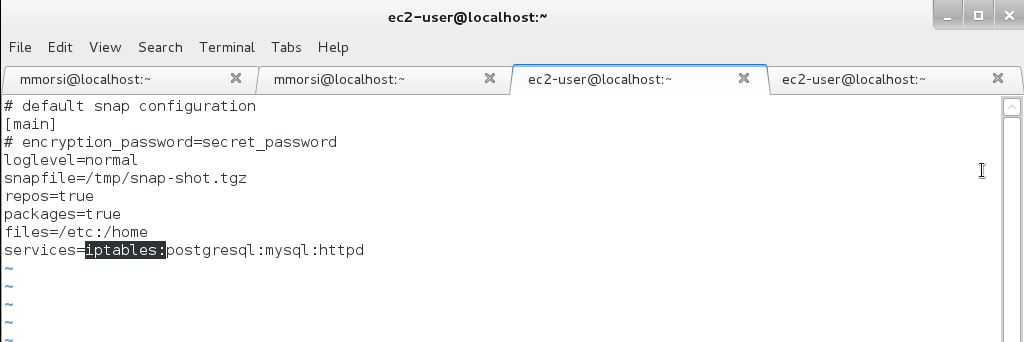 ec2-user@localhost:~
File Edit View Search Terminal Tabs Help
mmorsi@localhost:~ mmorsi@localhost:~ ec2-user@localhost:~ ec2-user@localhost:~
# default snap configuration
[main]
# encryption_password=secret_password
loglevel=normal
snapfile=/tmp/snap-shot.tgz
repos=true
packages=true
files=/etc:/home
services=iptables:postgresql:mysql:httpd
~
~
~
~
~